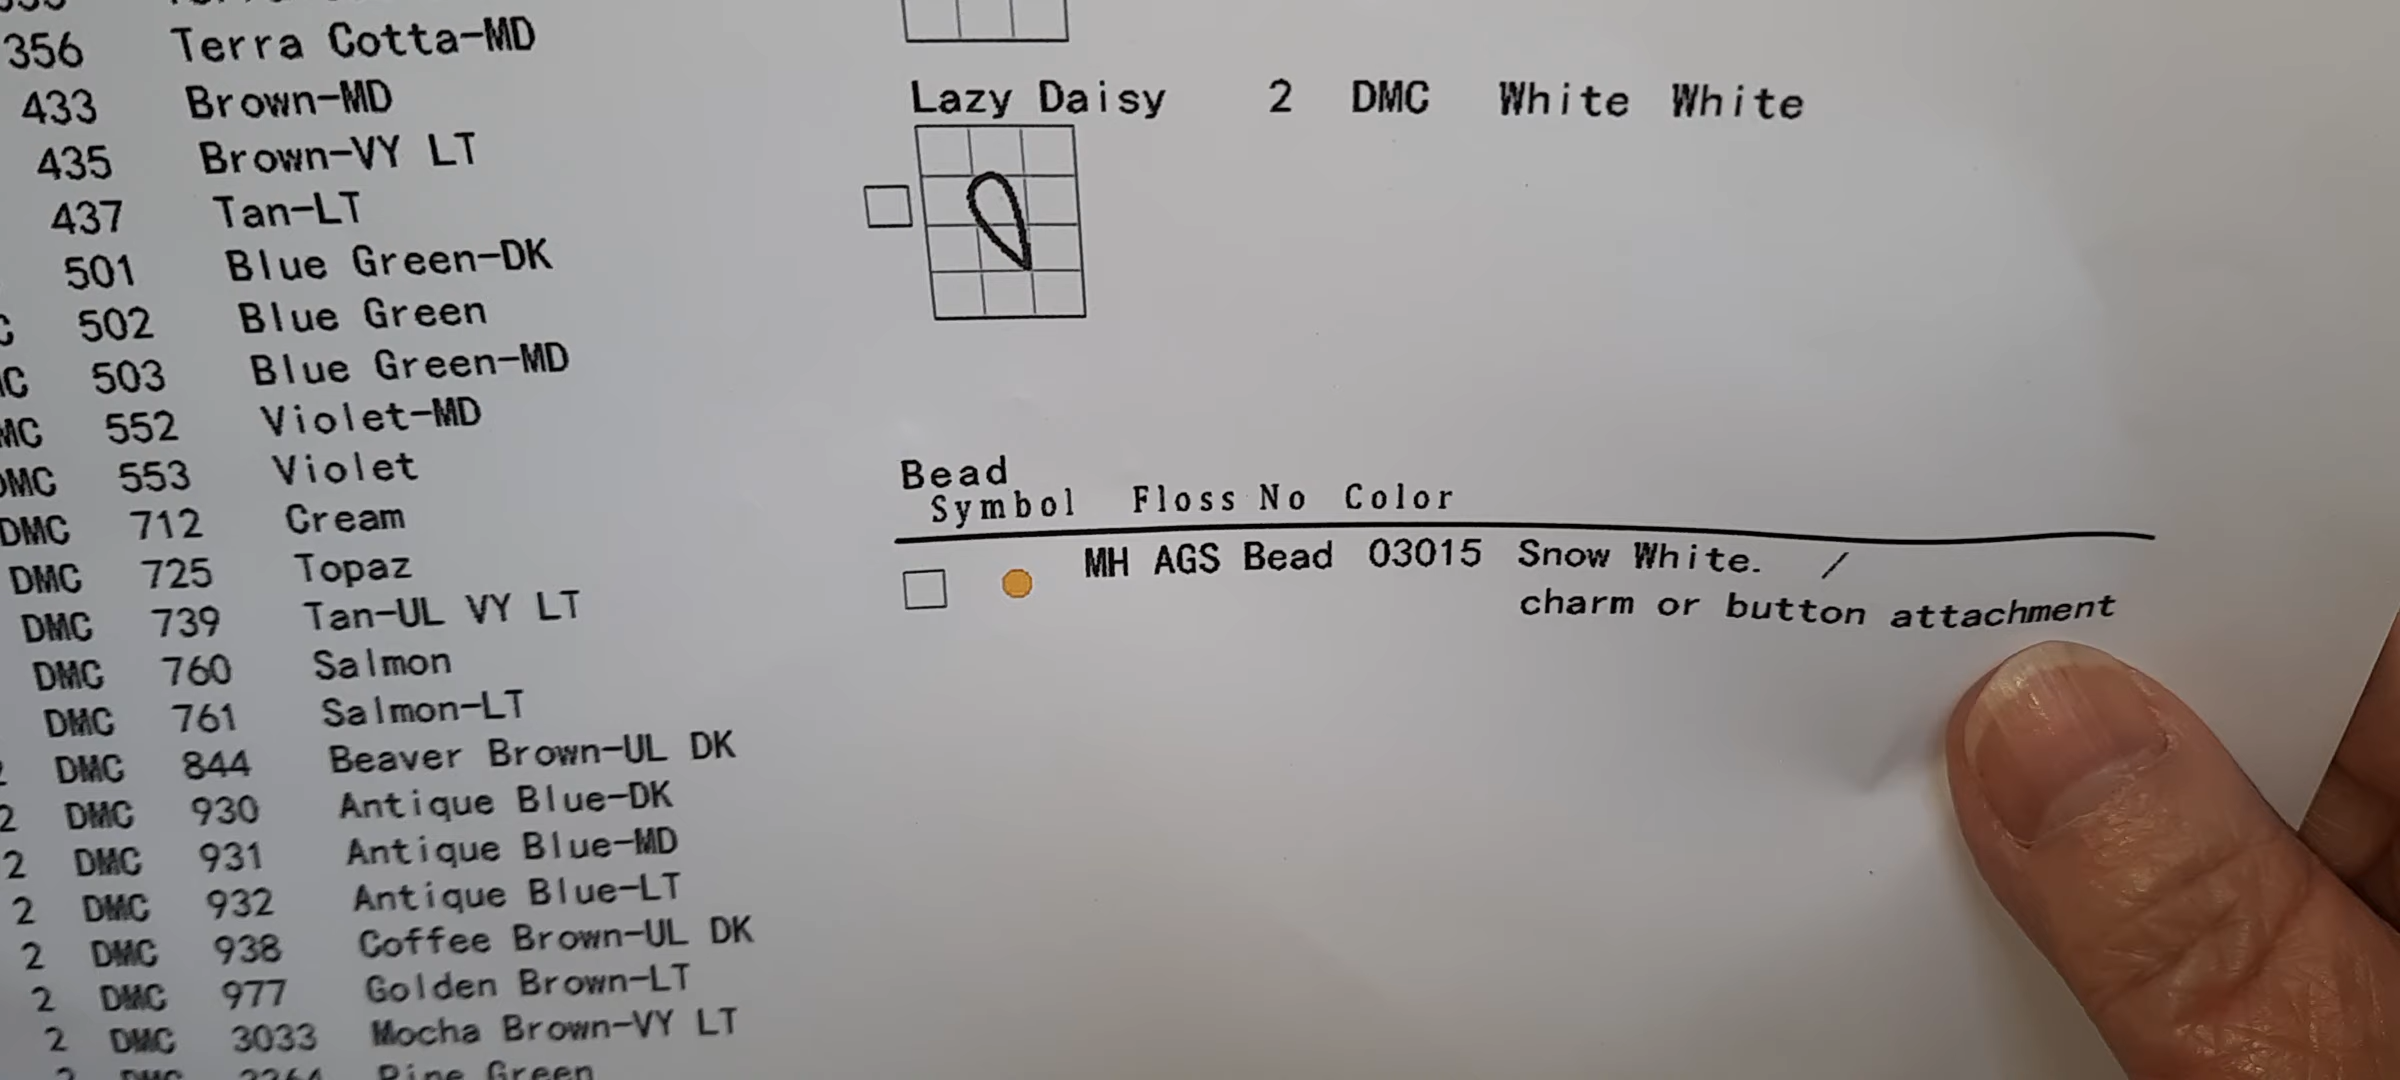 356 Terra Cotta-MD
433 Brown-MD
435 Brown-VY LT
437 Tan-LT
501 Blue Green-DK
502 Blue Green
503 Blue Green-MD
552 Violet-MD
553 Violet
DMC 712 Cream
DMC 725 Topaz
DMC 739 Tan-UL VY LT
DMC 760 Salmon
DMC 761 Salmon-LT
DMC 844 Beaver Brown-UL DK
2 DMC 930 Antique Blue-DK
2 DMC 931 Antique Blue-MD
2 DMC 932 Antique Blue-LT
2 DMC 938 Coffee Brown-UL DK
2 DMC 977 Golden Brown-LT
2 DMC 3033 Mocha Brown-VY LT
Pine Green
Lazy Daisy 2 DMC White White
Bead
Symbol Floss No Color
MH AGS Bead 03015 Snow White. /
charm or button attachment